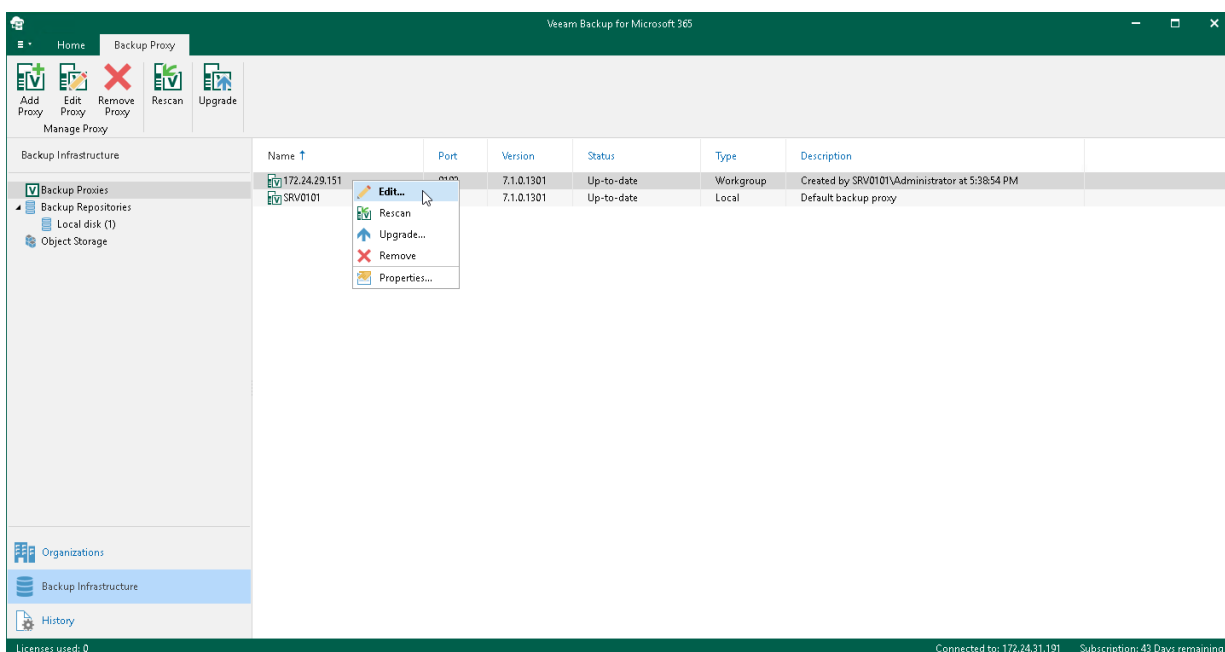 Veeam Backup for Microsoft 365
Home Backup Proxy
Add Proxy Edit Proxy Remove Proxy Rescan Upgrade
Manage Proxy
Backup Infrastructure
Backup Proxies
Backup Repositories
Local disk (1)
Object Storage
Name Port Version Status Type Description
172.24.29.151 7.1.0.1301 Up-to-date Workgroup Created by SRV0101\Administrator at 5:38:54 PM
SRV0101 7.1.0.1301 Up-to-date Local Default backup proxy
Edit...
Rescan
Upgrade...
Remove
Properties...
Organizations
Backup Infrastructure
History
Licenses used: 0 Connected to: 172.24.31.191 Subscription: 43 Days remaining